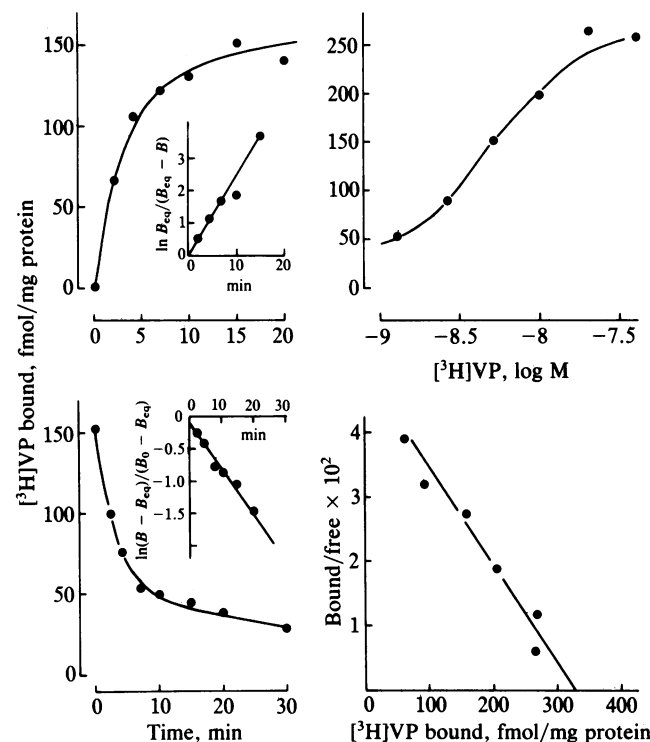 [³H]VP bound, fmol/mg protein
150
100
50
0
0 5 10 15 20
ln Beq/(Beq − B)
3
2
1
0
0 10 20
min
250
200
150
100
50
0
−9 −8.5 −8 −7.5
[³H]VP, log M
150
100
50
0
0 10 20 30
Time, min
ln(B − Beq)/(B0 − Beq)
0 10 20 30
min
0
−0.5
−1.0
−1.5
Bound/free × 10²
4
3
2
1
0 100 200 300 400
[³H]VP bound, fmol/mg protein